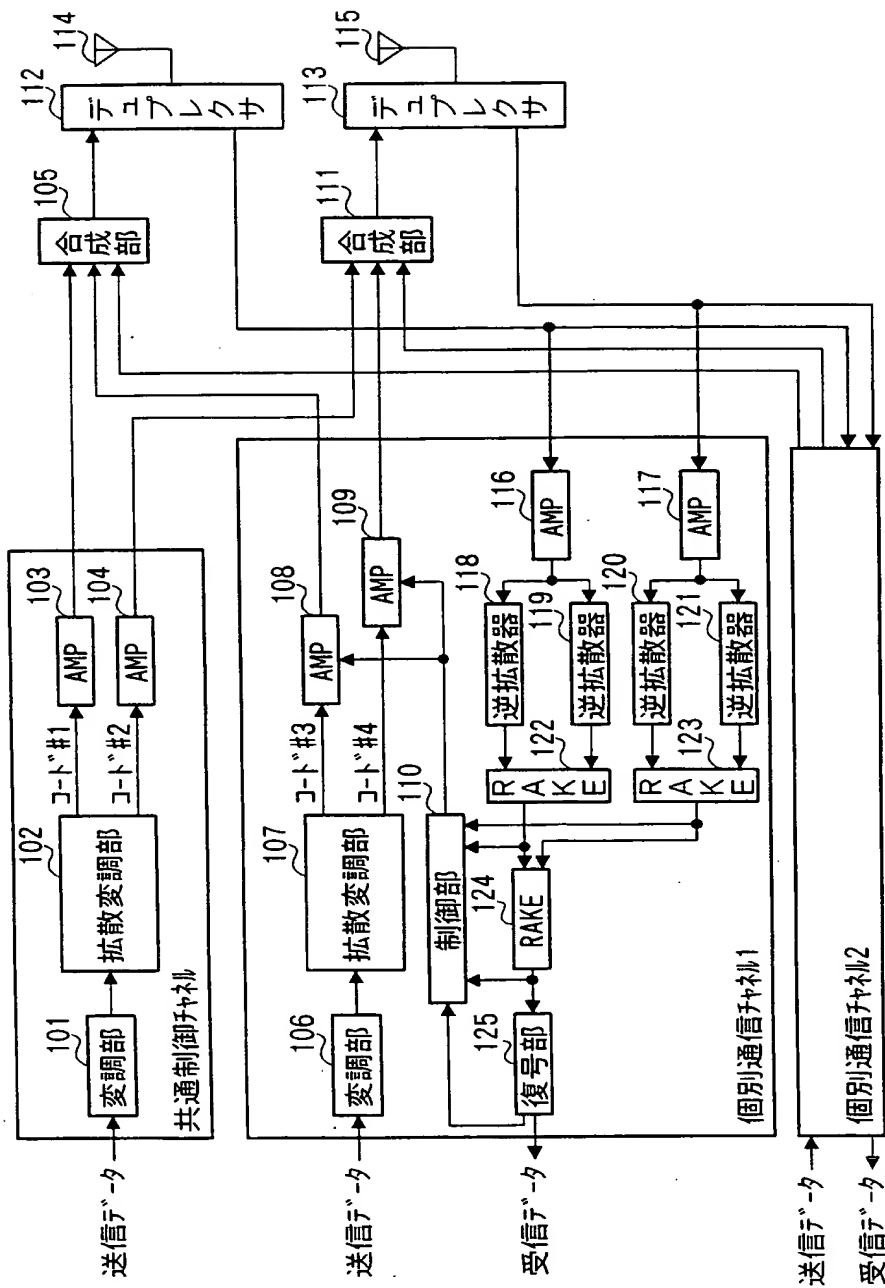 送信データ
101
変調部
102
拡散変調部
コード#1
コード#2
103
AMP
104
AMP
共通制御チャネル
105
合成部
112
デュプレクサ
114
送信データ
106
変調部
107
拡散変調部
コード#3
コード#4
108
AMP
109
AMP
111
合成部
113
デュプレクサ
115
110
制御部
116
AMP
117
AMP
118
逆拡散器
119
逆拡散器
120
逆拡散器
121
逆拡散器
122
RAKE
123
RAKE
124
RAKE
125
復号部
受信データ
個別通信チャネル1
送信データ
受信データ
個別通信チャネル2